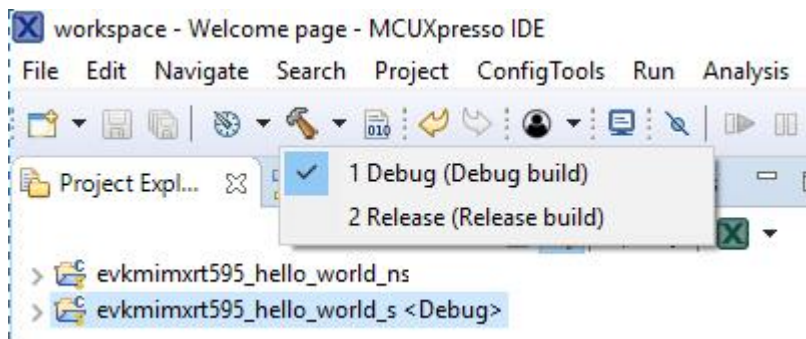 workspace - Welcome page - MCUXpresso IDE
File Edit Navigate Search Project ConfigTools Run Analysis
010
1 Debug (Debug build)
Project Expl...
2 Release (Release build)
evkmimxrt595_hello_world_ns
evkmimxrt595_hello_world_s <Debug>